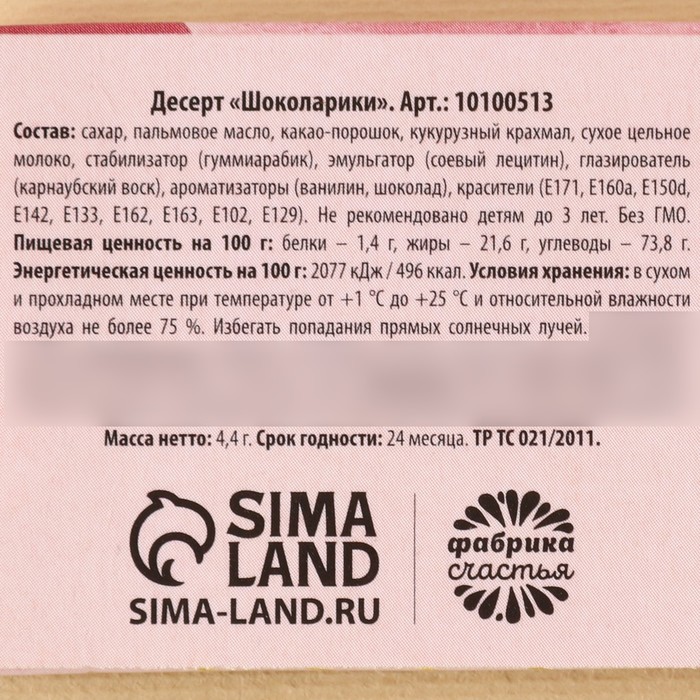 Десерт «Шоколарики». Арт.: 10100513
Состав: сахар, пальмовое масло, какао-порошок, кукурузный крахмал, сухое цельное
молоко, стабилизатор (гуммиарабик), эмульгатор (соевый лецитин), глазирователь
(карнаубский воск), ароматизаторы (ванилин, шоколад), красители (Е171, Е160а, Е150d,
Е142, Е133, Е162, Е163, Е102, Е129). Не рекомендовано детям до 3 лет. Без ГМО.
Пищевая ценность на 100 г: белки – 1,4 г, жиры – 21,6 г, углеводы – 73,8 г.
Энергетическая ценность на 100 г: 2077 кДж / 496 ккал. Условия хранения: в сухом
и прохладном месте при температуре от +1 °C до +25 °C и относительной влажности
воздуха не более 75 %. Избегать попадания прямых солнечных лучей.
Масса нетто: 4,4 г. Срок годности: 24 месяца. ТР ТС 021/2011.
SIMA
LAND
SIMA-LAND.RU
фабрика
счастья